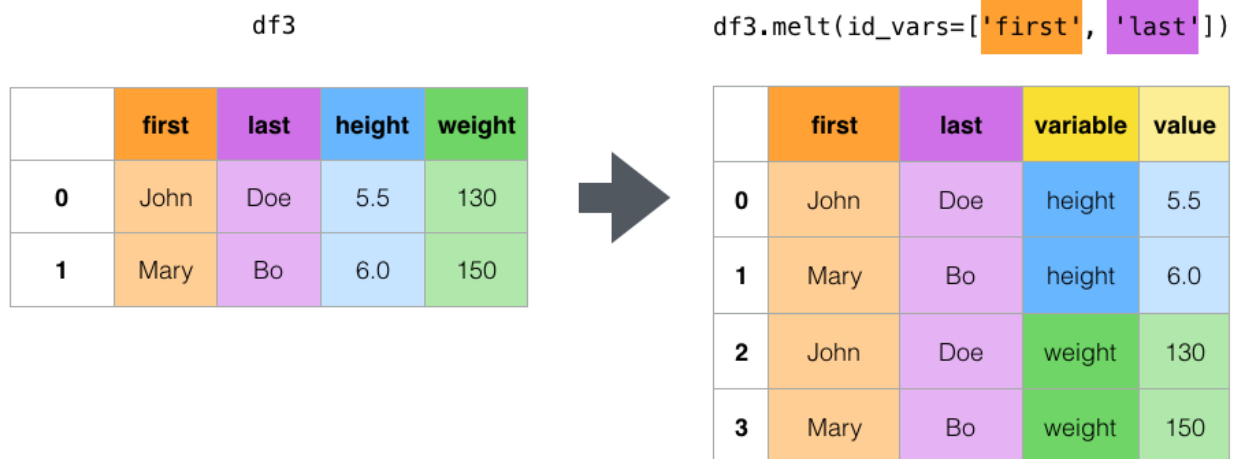 df3
first last height weight
0 John Doe 5.5 130
1 Mary Bo 6.0 150
df3.melt(id_vars=['first', 'last'])
first last variable value
0 John Doe height 5.5
1 Mary Bo height 6.0
2 John Doe weight 130
3 Mary Bo weight 150